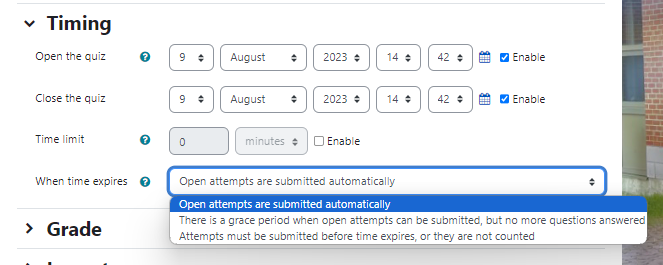 Timing
Open the quiz 9 August 2023 14 42 Enable
Close the quiz 9 August 2023 14 42 Enable
Time limit 0 minutes Enable
When time expires Open attempts are submitted automatically
Open attempts are submitted automatically
There is a grace period when open attempts can be submitted, but no more questions answered
Attempts must be submitted before time expires, or they are not counted
Grade